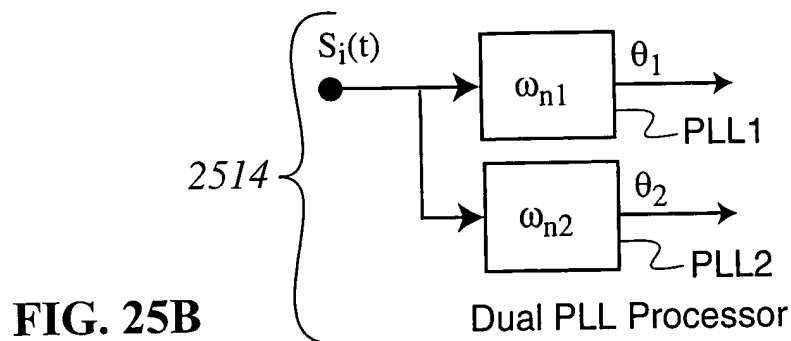 S_i(t)
ω_n1
θ_1
PLL1
2514
ω_n2
θ_2
PLL2
FIG. 25B
Dual PLL Processor